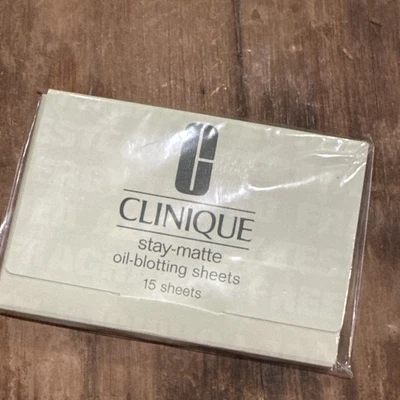 CLINIQUE
stay-matte
oil-blotting sheets
15 sheets